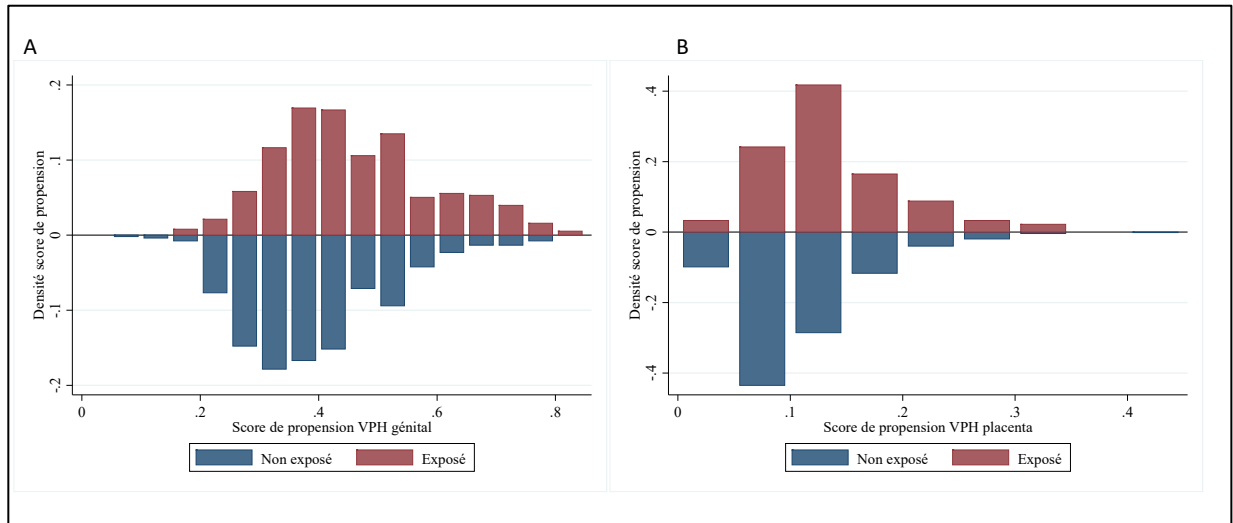 A
Densité score de propension
.2
.1
0
-.1
-.2
0 .2 .4 .6 .8
Score de propension VPH génital
Non exposé Exposé
B
Densité score de propension
.4
.2
0
-.2
-.4
0 .1 .2 .3 .4
Score de propension VPH placenta
Non exposé Exposé